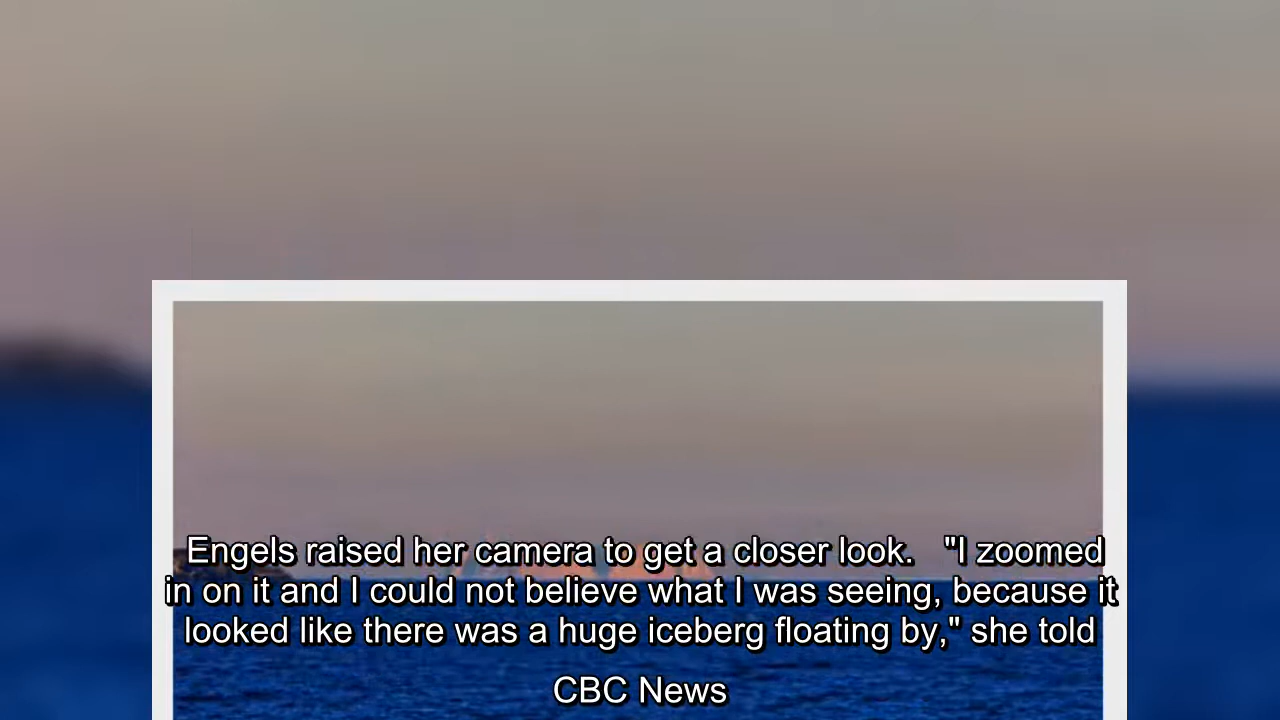 Engels raised her camera to get a closer look.   "I zoomed
in on it and I could not believe what I was seeing, because it
looked like there was a huge iceberg floating by," she told
CBC News